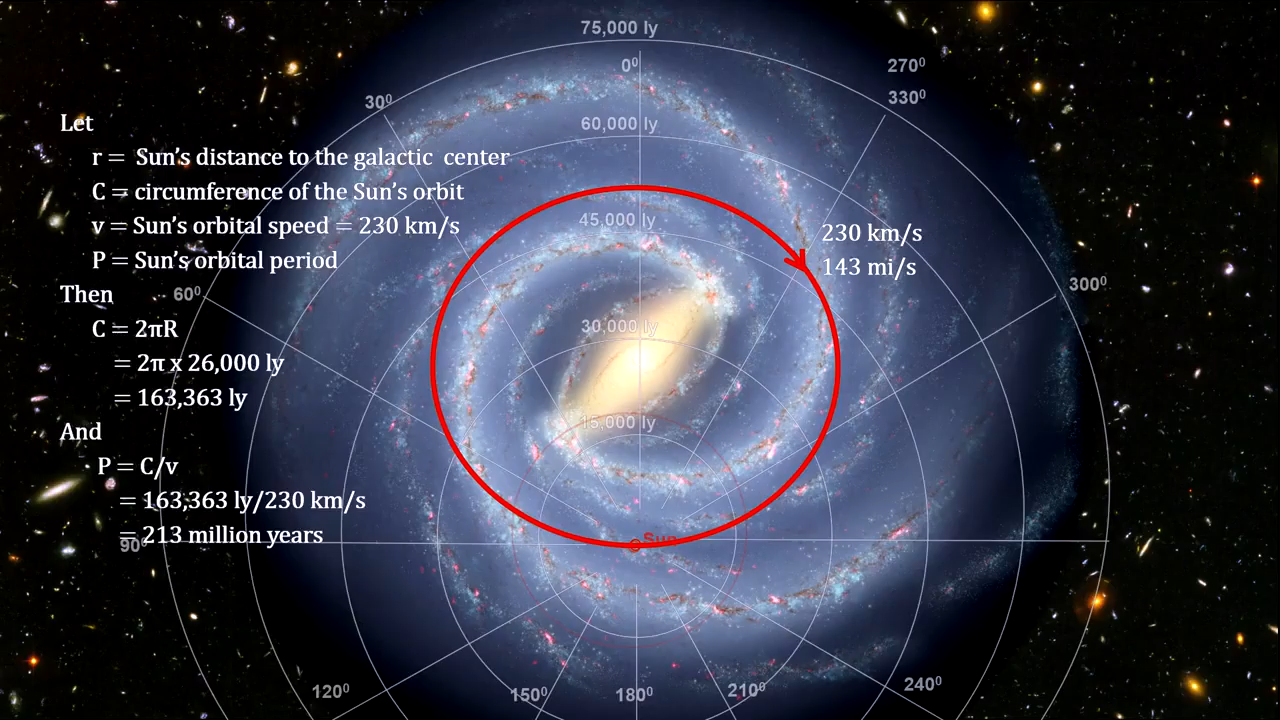 75,000 ly
0⁰
270⁰
330⁰
30⁰
60,000 ly
Let
r = Sun's distance to the galactic center
C = circumference of the Sun's orbit
v = Sun's orbital speed = 230 km/s
P = Sun's orbital period
45,000 ly
230 km/s
143 mi/s
Then
60⁰
300⁰
C = 2πR
= 2π x 26,000 ly
= 163,363 ly
30,000 ly
And
15,000 ly
P = C/v
= 163,363 ly/230 km/s
= 213 million years
90⁰
Sun
120⁰
150⁰
180⁰
210⁰
240⁰